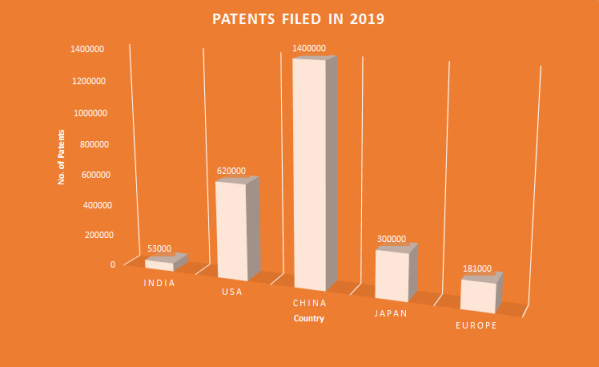 PATENTS FILED IN 2019
No. of Patents
1400000
1200000
1000000
800000
600000
400000
200000
0
53000
620000
1400000
300000
181000
INDIA
USA
CHINA
JAPAN
EUROPE
Country